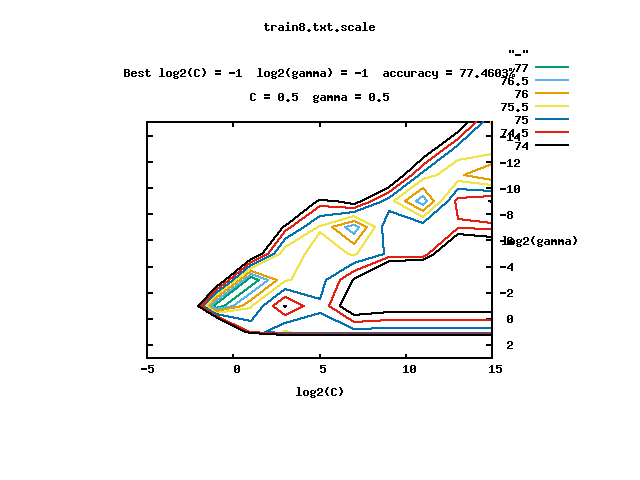 train8.txt.scale
Best log2(C) = -1  log2(gamma) = -1  accuracy = 77.4603%
C = 0.5  gamma = 0.5
"-"
77
76.5
76
75.5
75
74.5
74
-14
-12
-10
-8
-6
log2(gamma)
-4
-2
0
2
-5 0 5 10 15
log2(C)